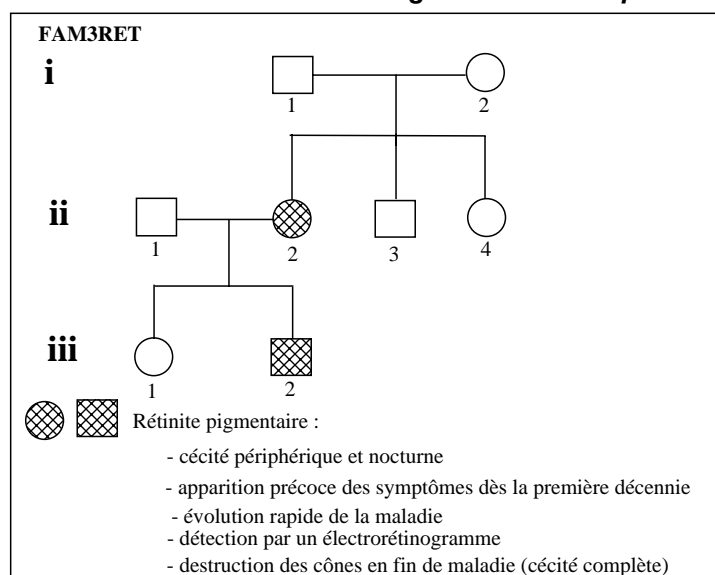 FAM3RET
i
1 2
ii
1 2 3 4
iii
1 2
Rétinite pigmentaire :
- cécité périphérique et nocturne
- apparition précoce des symptômes dès la première décennie
- évolution rapide de la maladie
- détection par un électrorétinogramme
- destruction des cônes en fin de maladie (cécité complète)